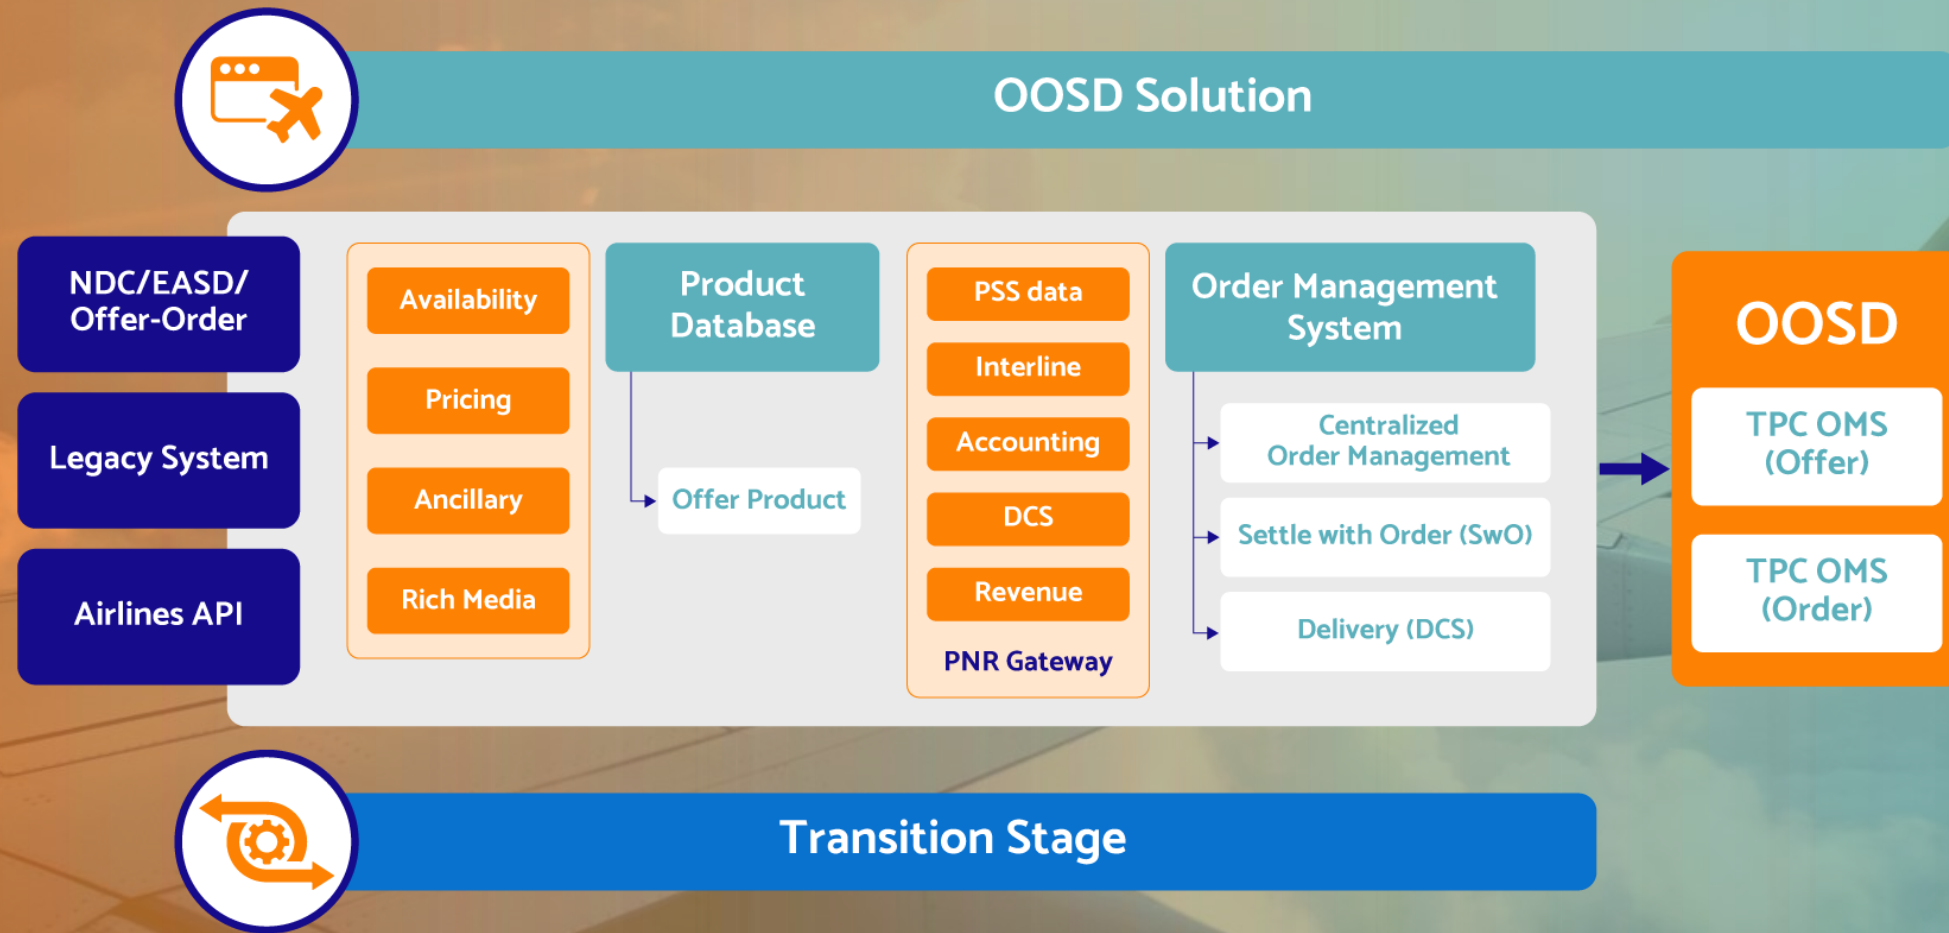 OOSD Solution
NDC/EASD/
Offer-Order
Legacy System
Airlines API
Availability
Pricing
Ancillary
Rich Media
Product
Database
Offer Product
PSS data
Interline
Accounting
DCS
Revenue
PNR Gateway
Order Management
System
Centralized
Order Management
Settle with Order (SwO)
Delivery (DCS)
OOSD
TPC OMS
(Offer)
TPC OMS
(Order)
Transition Stage